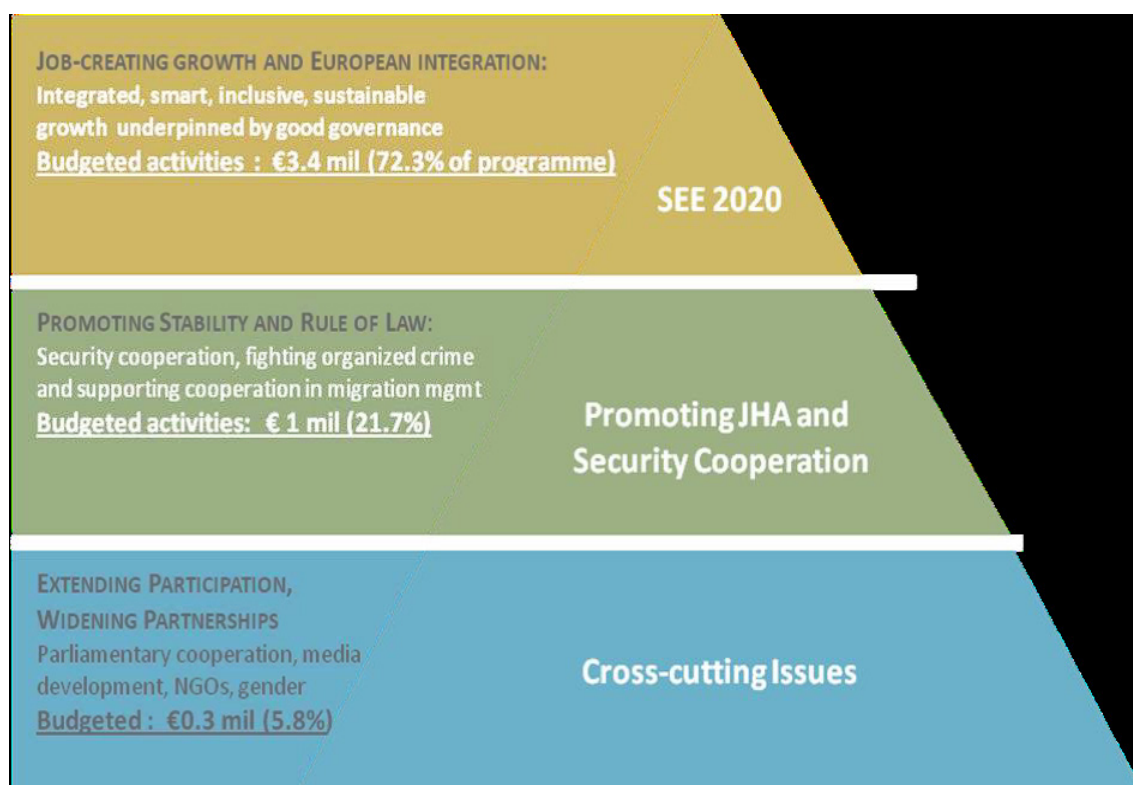 JOB-CREATING GROWTH AND EUROPEAN INTEGRATION:
Integrated, smart, inclusive, sustainable
growth underpinned by good governance
Budgeted activities : €3.4 mil (72.3% of programme)
SEE 2020
PROMOTING STABILITY AND RULE OF LAW:
Security cooperation, fighting organized crime
and supporting cooperation in migration mgmt
Budgeted activities: € 1 mil (21.7%)
Promoting JHA and
Security Cooperation
EXTENDING PARTICIPATION,
WIDENING PARTNERSHIPS
Parliamentary cooperation, media
development, NGOs, gender
Budgeted : €0.3 mil (5.8%)
Cross-cutting Issues